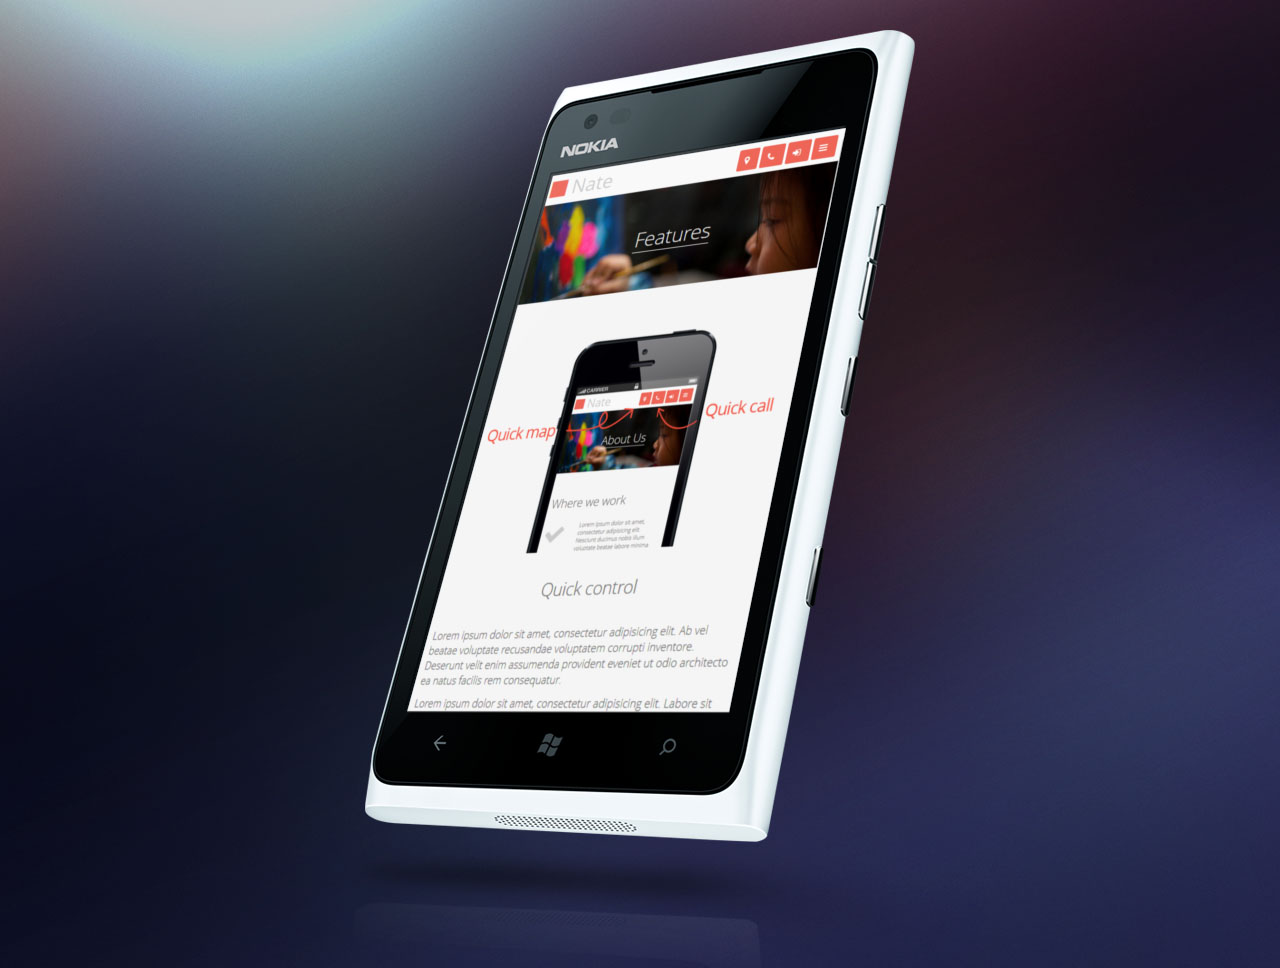 NOKIA
Nate
Features
CARRIER
Nate
Quick map
Quick call
About Us
Where we work
Lorem ipsum dolor sit amet,
consectetur adipisicing elit.
Nesciunt ducimus nobis illum
voluptate beatae labore minima
Quick control
Lorem ipsum dolor sit amet, consectetur adipisicing elit. Ab vel
beatae voluptate recusandae voluptatem corrupti inventore.
Deserunt velit enim assumenda provident eveniet ut odio architecto
ea natus facilis rem consequatur.
Lorem ipsum dolor sit amet, consectetur adipisicing elit. Labore sit